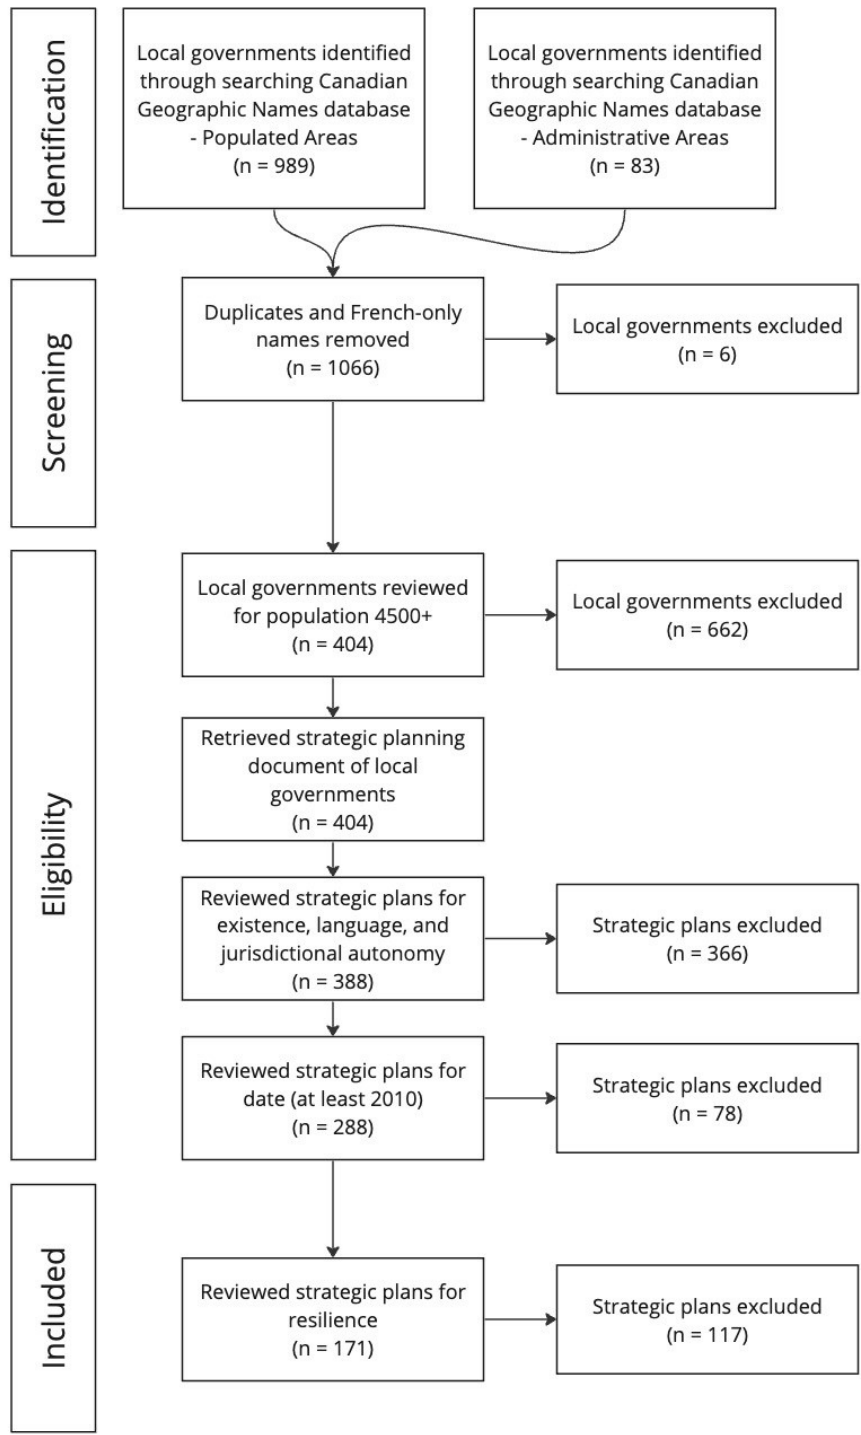 Identification
Local governments identified
through searching Canadian
Geographic Names database
- Populated Areas
(n = 989)
Local governments identified
through searching Canadian
Geographic Names database
- Administrative Areas
(n = 83)
Screening
Duplicates and French-only
names removed
(n = 1066)
Local governments excluded
(n = 6)
Eligibility
Local governments reviewed
for population 4500+
(n = 404)
Local governments excluded
(n = 662)
Retrieved strategic planning
document of local
governments
(n = 404)
Reviewed strategic plans for
existence, language, and
jurisdictional autonomy
(n = 388)
Strategic plans excluded
(n = 366)
Reviewed strategic plans for
date (at least 2010)
(n = 288)
Strategic plans excluded
(n = 78)
Included
Reviewed strategic plans for
resilience
(n = 171)
Strategic plans excluded
(n = 117)